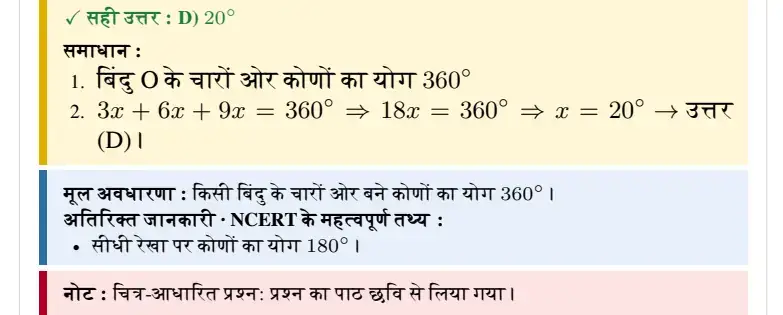 ✓ सही उत्तर : D) 20°
समाधान :
1. बिंदु O के चारों ओर कोणों का योग 360°
2. 3x + 6x + 9x = 360° ⇒ 18x = 360° ⇒ x = 20° → उत्तर
(D)।
मूल अवधारणा : किसी बिंदु के चारों ओर बने कोणों का योग 360° ।
अतिरिक्त जानकारी · NCERT के महत्वपूर्ण तथ्य :
• सीधी रेखा पर कोणों का योग 180° ।
नोट : चित्र-आधारित प्रश्न: प्रश्न का पाठ छवि से लिया गया।